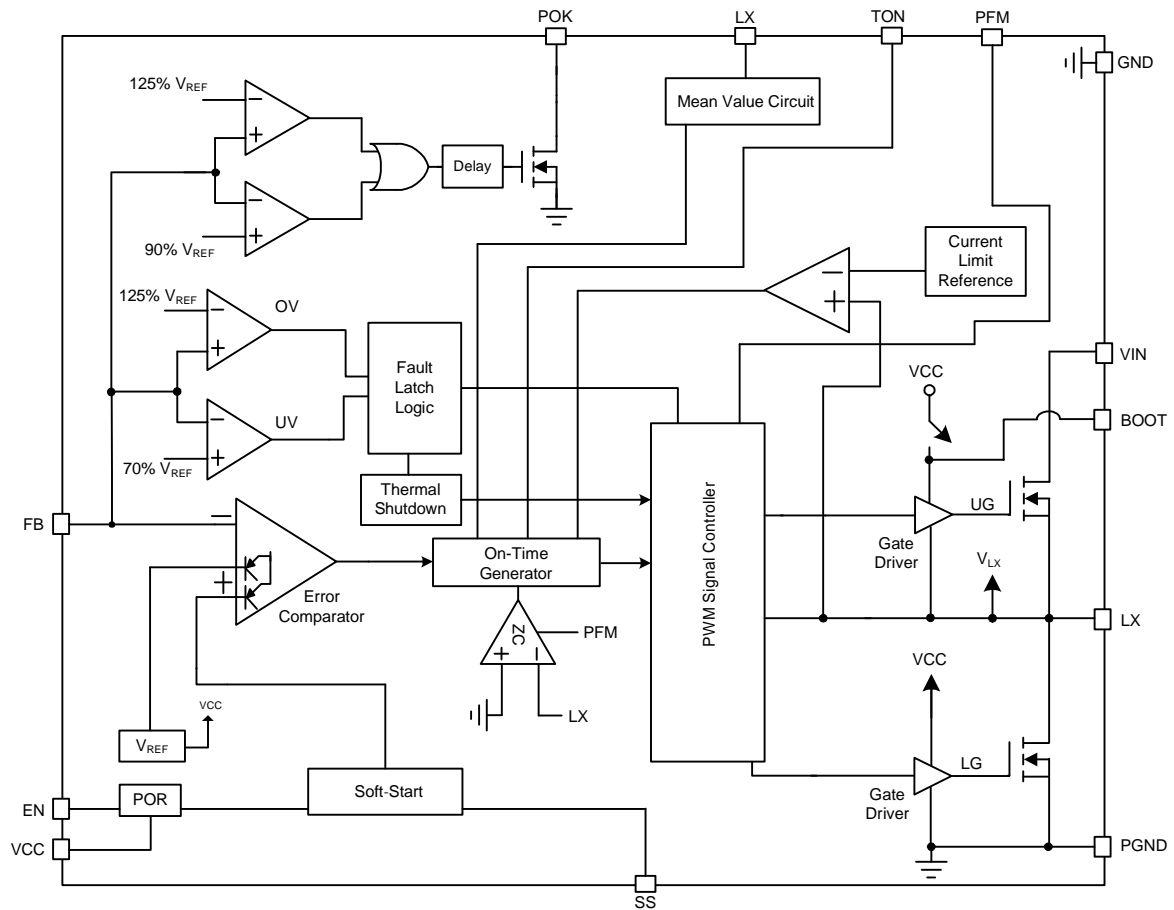 POK
LX
TON
PFM
GND
125% VREF
Mean Value Circuit
Delay
90% VREF
Current
Limit
Reference
125% VREF
OV
Fault
Latch
Logic
VIN
VCC
BOOT
UV
70% VREF
Thermal
Shutdown
FB
UG
Gate
Driver
On-Time
Generator
PWM Signal Controller
VLX
Error
Comparator
ZC
PFM
LX
LX
VCC
VCC
VREF
LG
Soft-Start
POR
EN
Gate
Driver
VCC
PGND
SS